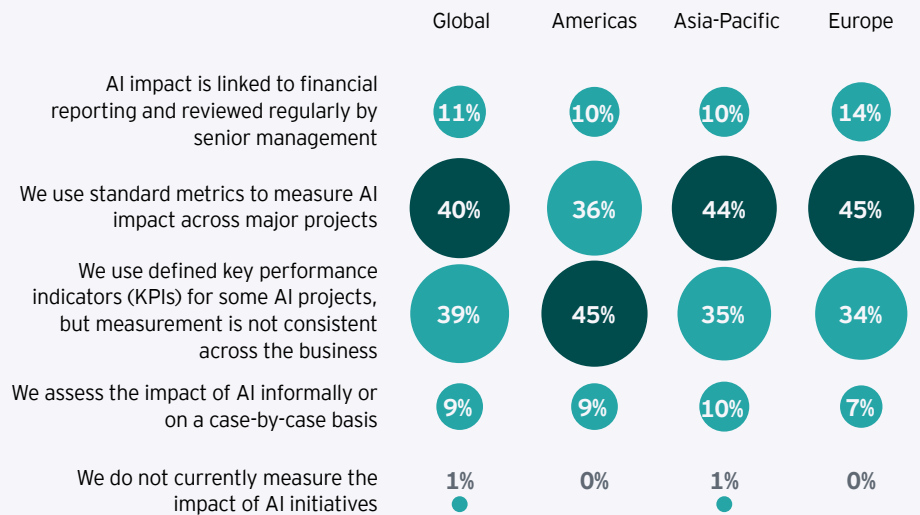 Global Americas Asia-Pacific Europe
AI impact is linked to financial
reporting and reviewed regularly by
senior management
11% 10% 10% 14%
We use standard metrics to measure AI
impact across major projects
40% 36% 44% 45%
We use defined key performance
indicators (KPIs) for some AI projects,
but measurement is not consistent
across the business
39% 45% 35% 34%
We assess the impact of AI informally or
on a case-by-case basis
9% 9% 10% 7%
We do not currently measure the
impact of AI initiatives
1% 0% 1% 0%